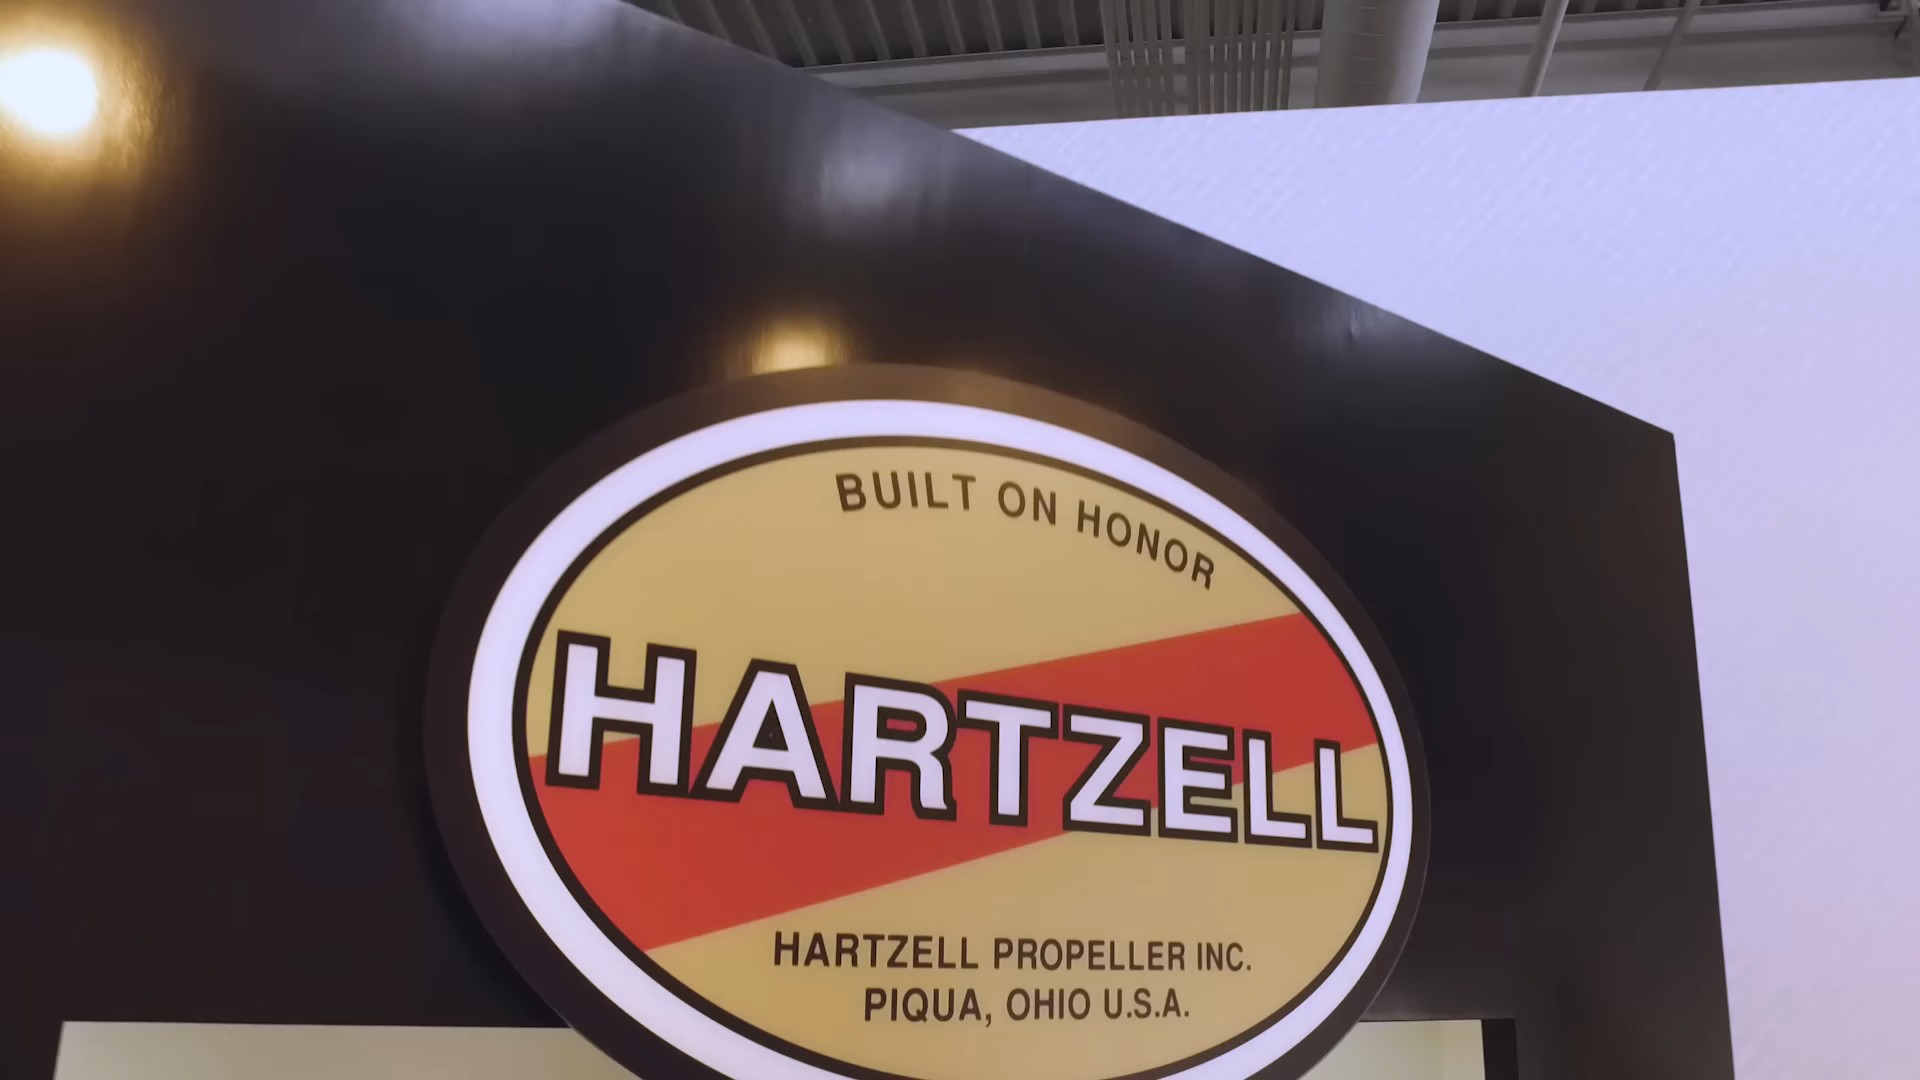 BUILT ON HONOR
HARTZELL
HARTZELL PROPELLER INC.
PIQUA, OHIO U.S.A.